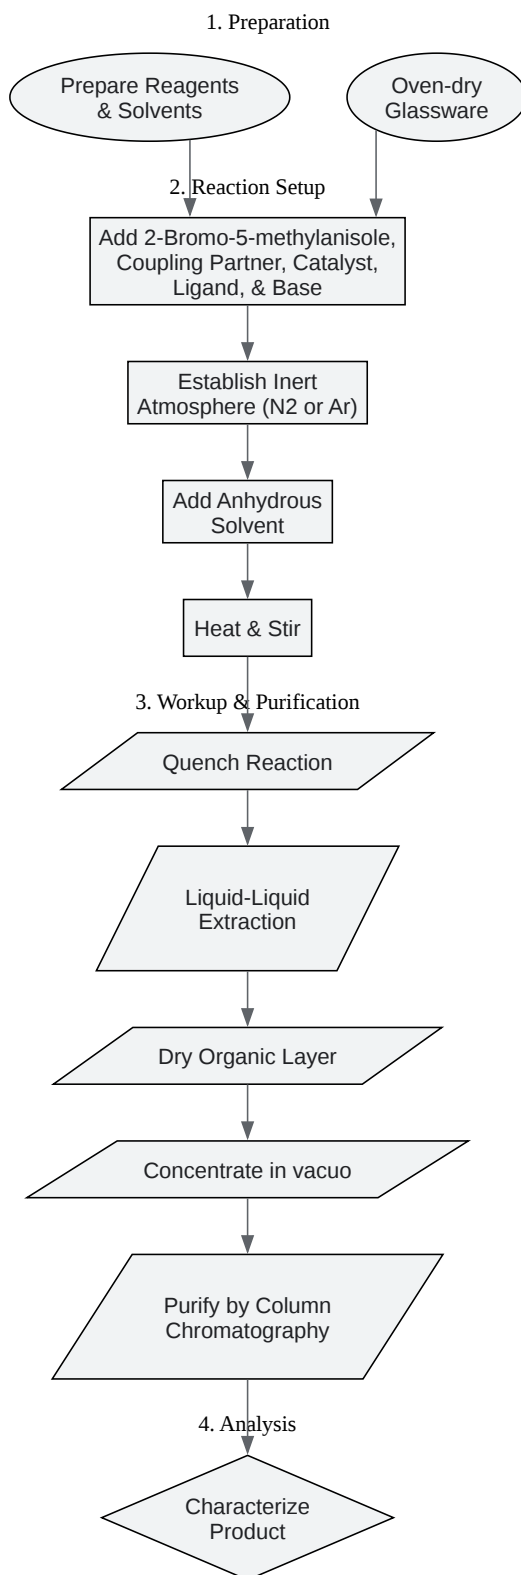 1. Preparation
Prepare Reagents
& Solvents
Oven-dry
Glassware
2. Reaction Setup
Add 2-Bromo-5-methylanisole,
Coupling Partner, Catalyst,
Ligand, & Base
Establish Inert
Atmosphere (N2 or Ar)
Add Anhydrous
Solvent
Heat & Stir
3. Workup & Purification
Quench Reaction
Liquid-Liquid
Extraction
Dry Organic Layer
Concentrate in vacuo
Purify by Column
Chromatography
4. Analysis
Characterize
Product